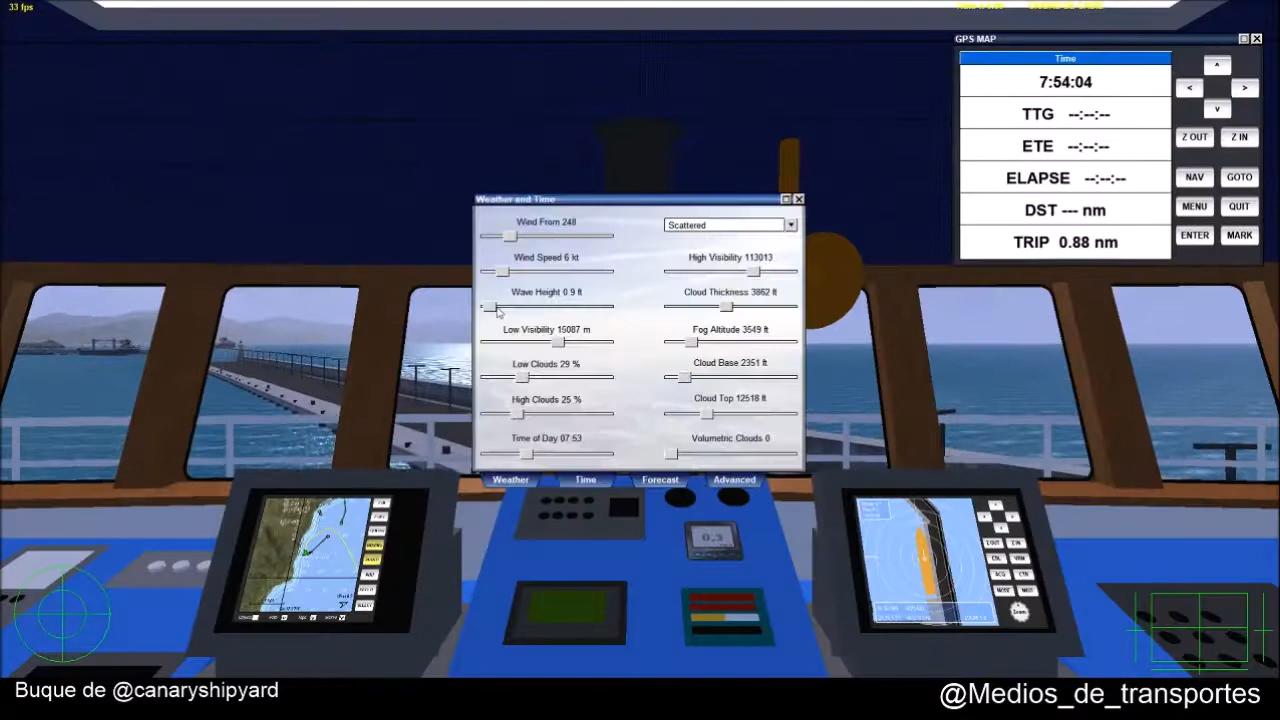 33 fps
GPS MAP
Time
7:54:04
TTG --:--:--
ETE --:--:--
ELAPSE --:--:--
DST --- nm
TRIP 0.88 nm
^
<
>
v
Z OUT
Z IN
NAV
GOTO
MENU
QUIT
ENTER
MARK
Weather and Time
Wind From 248
Scattered
Wind Speed 6 kt
High Visibility 113013
Wave Height 0.9 ft
Cloud Thickness 3862 ft
Low Visibility 15087 m
Fog Altitude 3549 ft
Low Clouds 29 %
Cloud Base 2351 ft
High Clouds 25 %
Cloud Top 12518 ft
Time of Day 07:53
Volumetric Clouds 0
Weather
Time
Forecast
Advanced
0.3
Buque de @canaryshipyard
@Medios_de_transportes